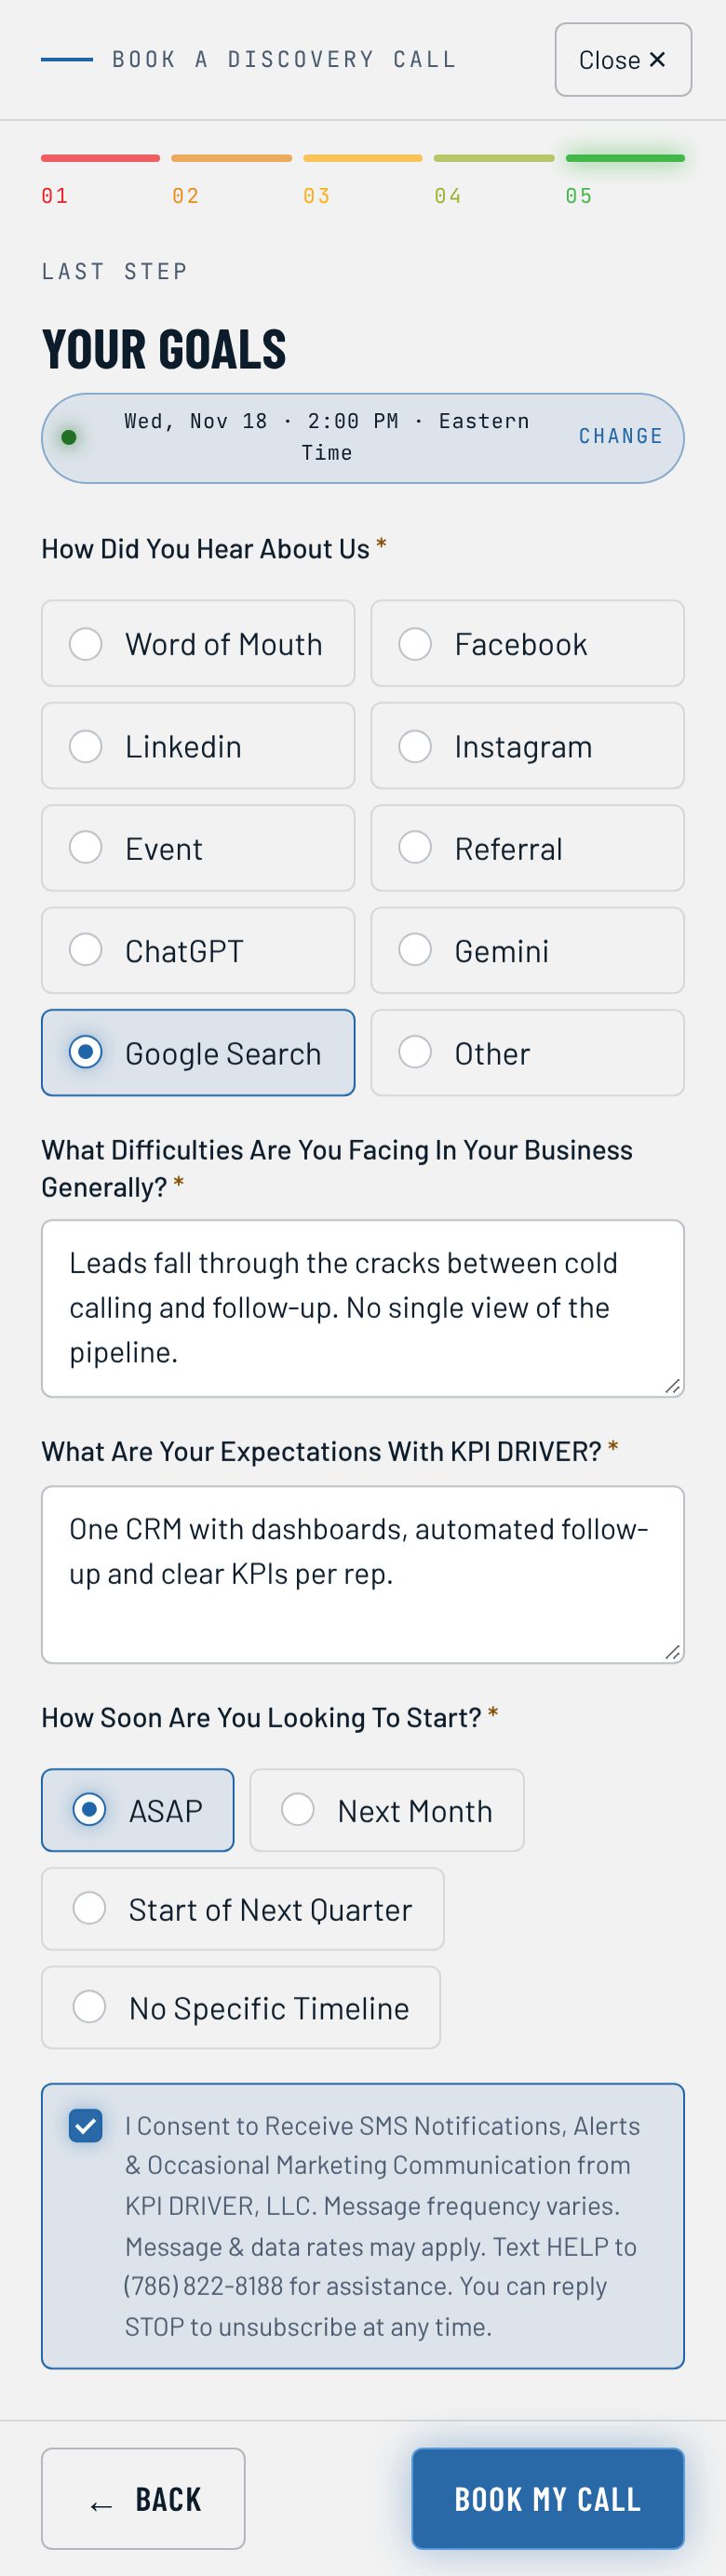 BOOK A DISCOVERY CALL
Close ✕
01 02 03 04 05
LAST STEP
YOUR GOALS
Wed, Nov 18 · 2:00 PM · Eastern
Time
CHANGE
How Did You Hear About Us *
Word of Mouth
Facebook
Linkedin
Instagram
Event
Referral
ChatGPT
Gemini
Google Search
Other
What Difficulties Are You Facing In Your Business
Generally? *
Leads fall through the cracks between cold
calling and follow-up. No single view of the
pipeline.
What Are Your Expectations With KPI DRIVER? *
One CRM with dashboards, automated follow-
up and clear KPIs per rep.
How Soon Are You Looking To Start? *
ASAP
Next Month
Start of Next Quarter
No Specific Timeline
I Consent to Receive SMS Notifications, Alerts
& Occasional Marketing Communication from
KPI DRIVER, LLC. Message frequency varies.
Message & data rates may apply. Text HELP to
(786) 822-8188 for assistance. You can reply
STOP to unsubscribe at any time.
← BACK
BOOK MY CALL